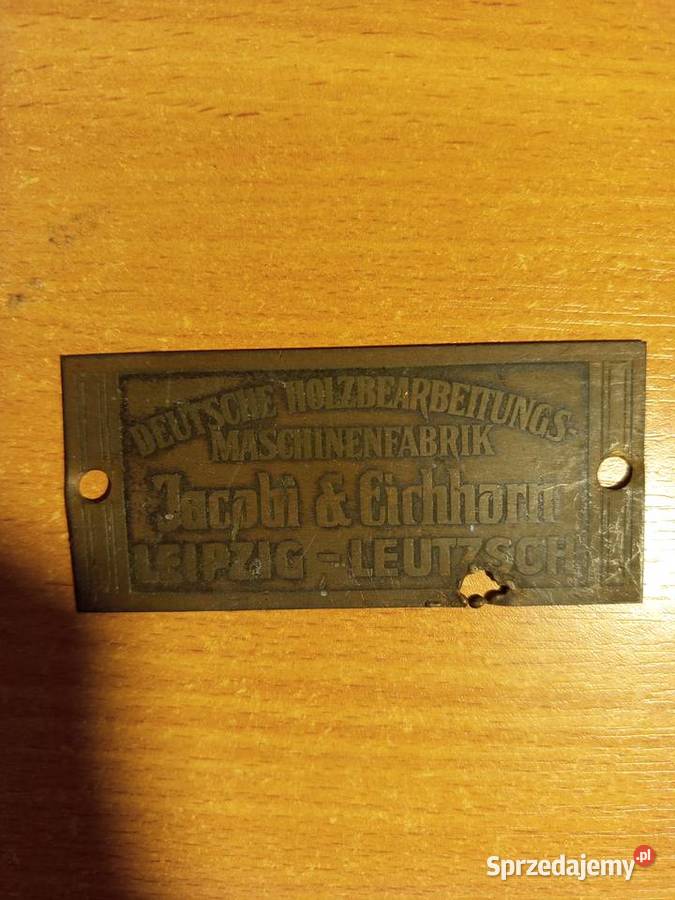 DEUTSCHE HOLZBEARBEITUNGS-
MASCHINENFABRIK
Jacobi & Eichhorn
LEIPZIG-LEUTZSCH
Sprzedajemy.pl